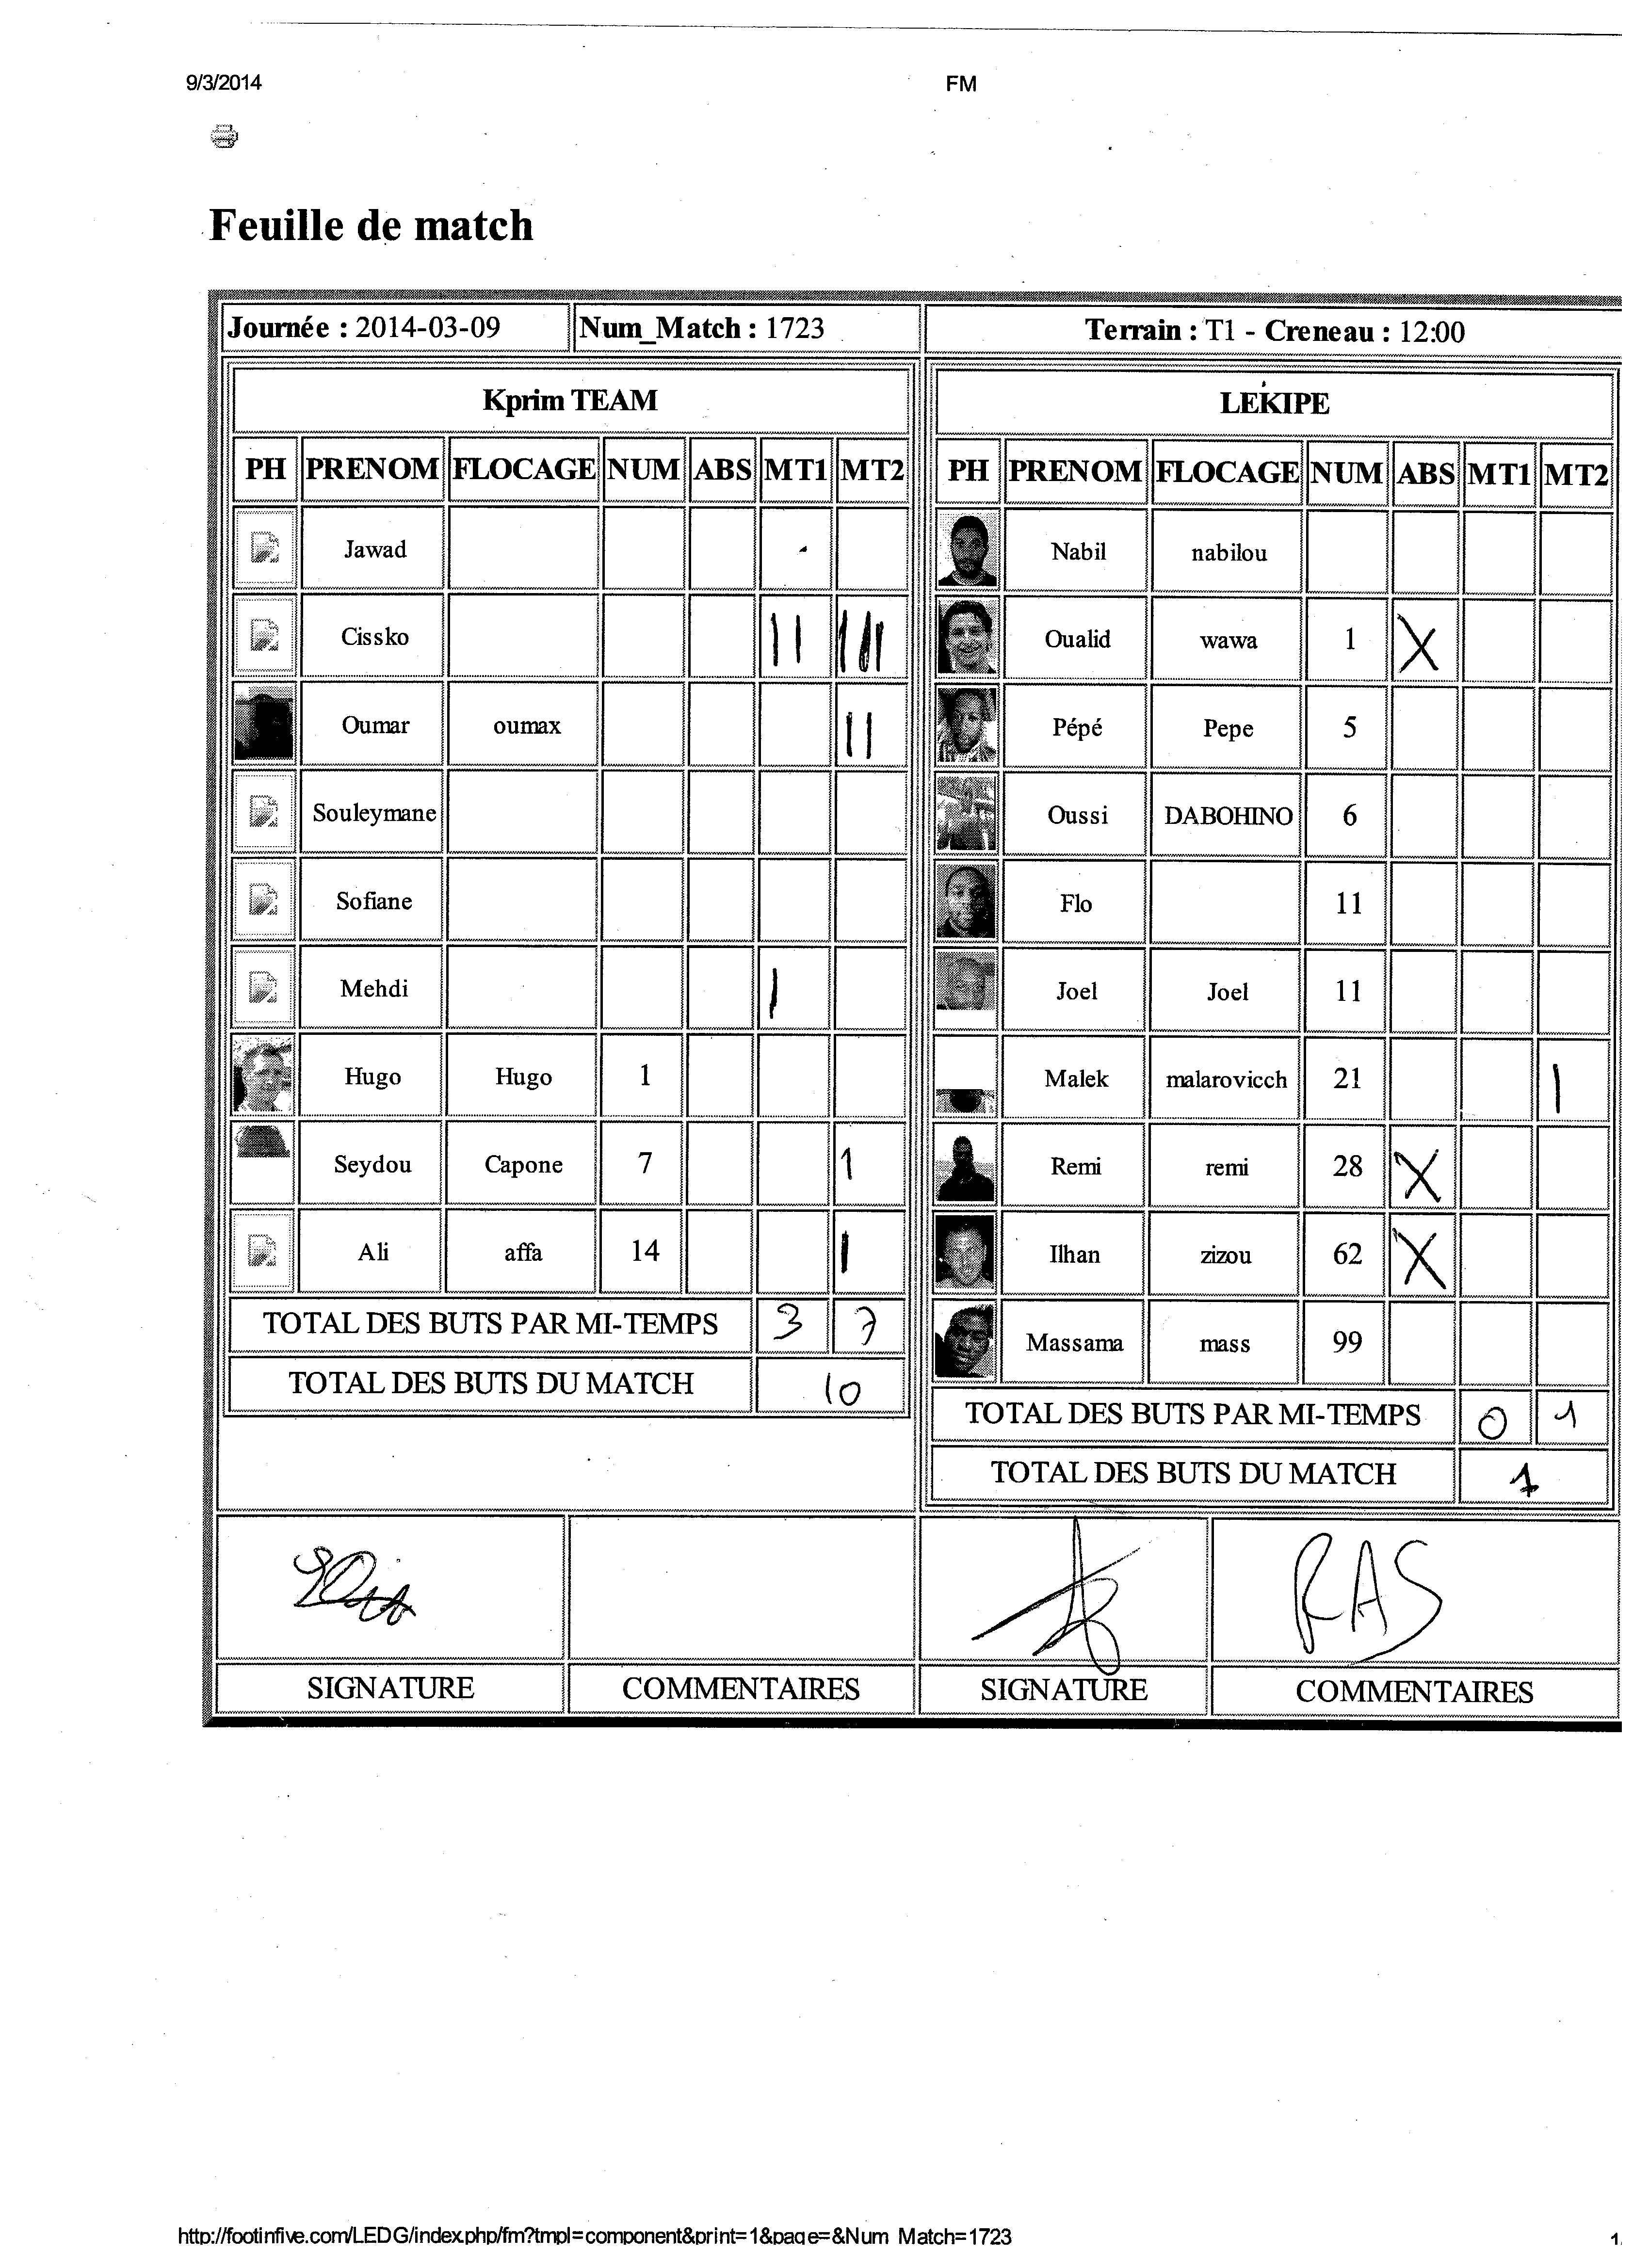 9/3/2014 FM
Feuille de match
Journée : 2014-03-09 Num_Match : 1723 Terrain : T1 - Creneau : 12:00
Kprim TEAM LEKIPE
PH PRENOM FLOCAGE NUM ABS MT1 MT2 PH PRENOM FLOCAGE NUM ABS MT1 MT2
Jawad Nabil nabilou
Cissko || |||| Oualid wawa 1 X
Oumar oumax || Pépé Pepe 5
Souleymane Oussi DABOHINO 6
Sofiane Flo 11
Mehdi | Joel Joel 11
Hugo Hugo 1 Malek malarovicch 21 |
Seydou Capone 7 1 Remi remi 28 X
Ali affa 14 | Ilhan zizou 62 X
TOTAL DES BUTS PAR MI-TEMPS 3 7 Massama mass 99
TOTAL DES BUTS DU MATCH 10
TOTAL DES BUTS PAR MI-TEMPS 0 1
TOTAL DES BUTS DU MATCH 1
RAS
SIGNATURE COMMENTAIRES SIGNATURE COMMENTAIRES
http://footinfive.com/LEDG/index.php/fm?tmpl=component&print=1&page=&Num_Match=1723 1